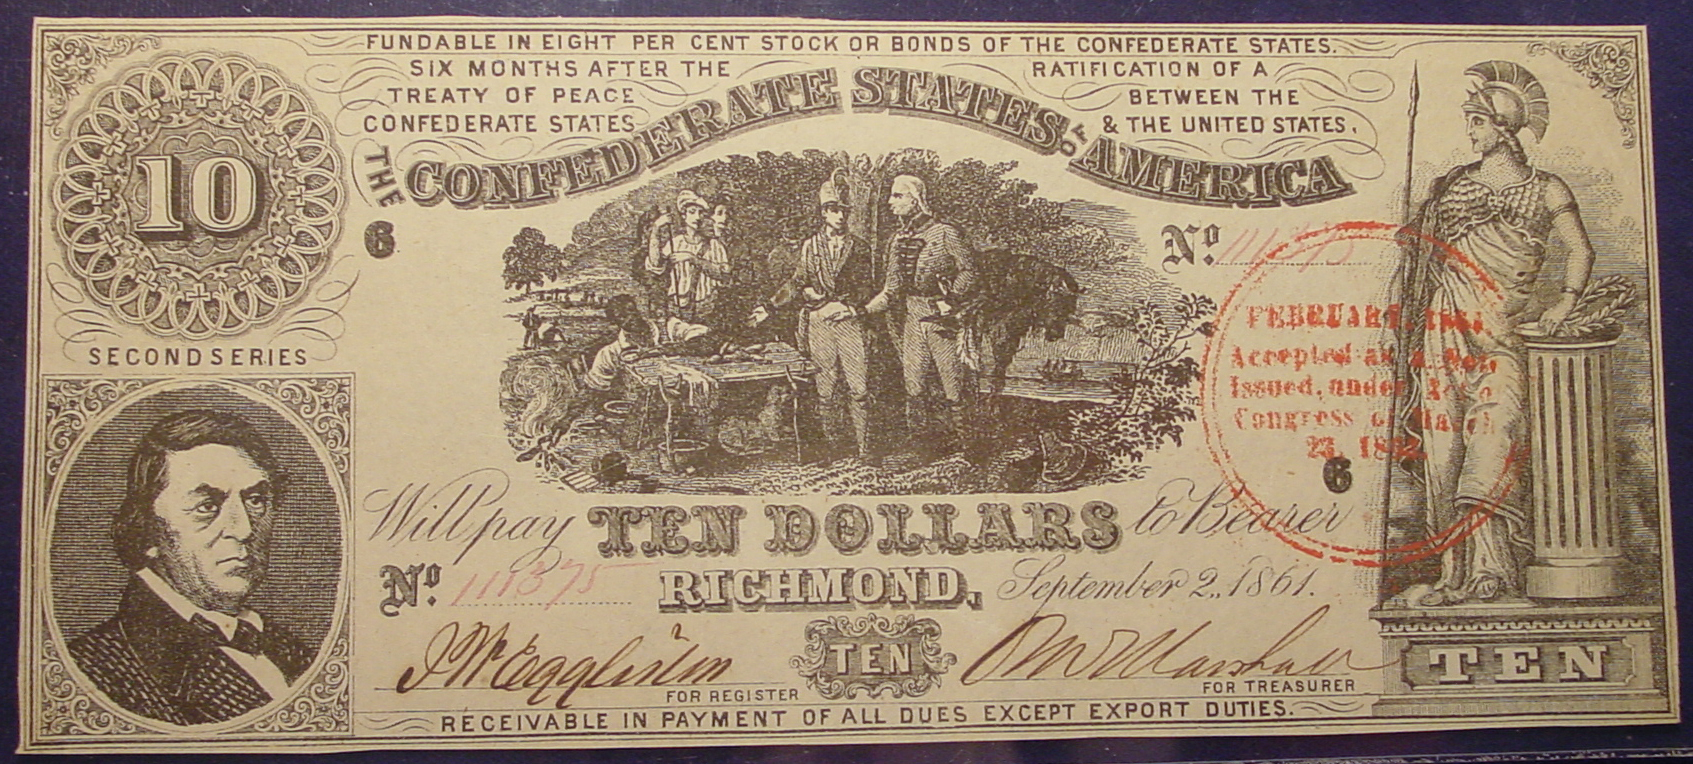 FUNDABLE IN EIGHT PER CENT STOCK OR BONDS OF THE CONFEDERATE STATES.
SIX MONTHS AFTER THE RATIFICATION OF A
TREATY OF PEACE BETWEEN THE
CONFEDERATE STATES & THE UNITED STATES,
THE CONFEDERATE STATES OF AMERICA
10
6
Nº
SECOND SERIES
FEBRUARY,
Accepted as a
Issued, under
Congress
23,
6
Will pay TEN DOLLARS to Bearer
Nº 111575 RICHMOND, September 2, 1861.
TEN
TEN
FOR REGISTER
FOR TREASURER
RECEIVABLE IN PAYMENT OF ALL DUES EXCEPT EXPORT DUTIES.